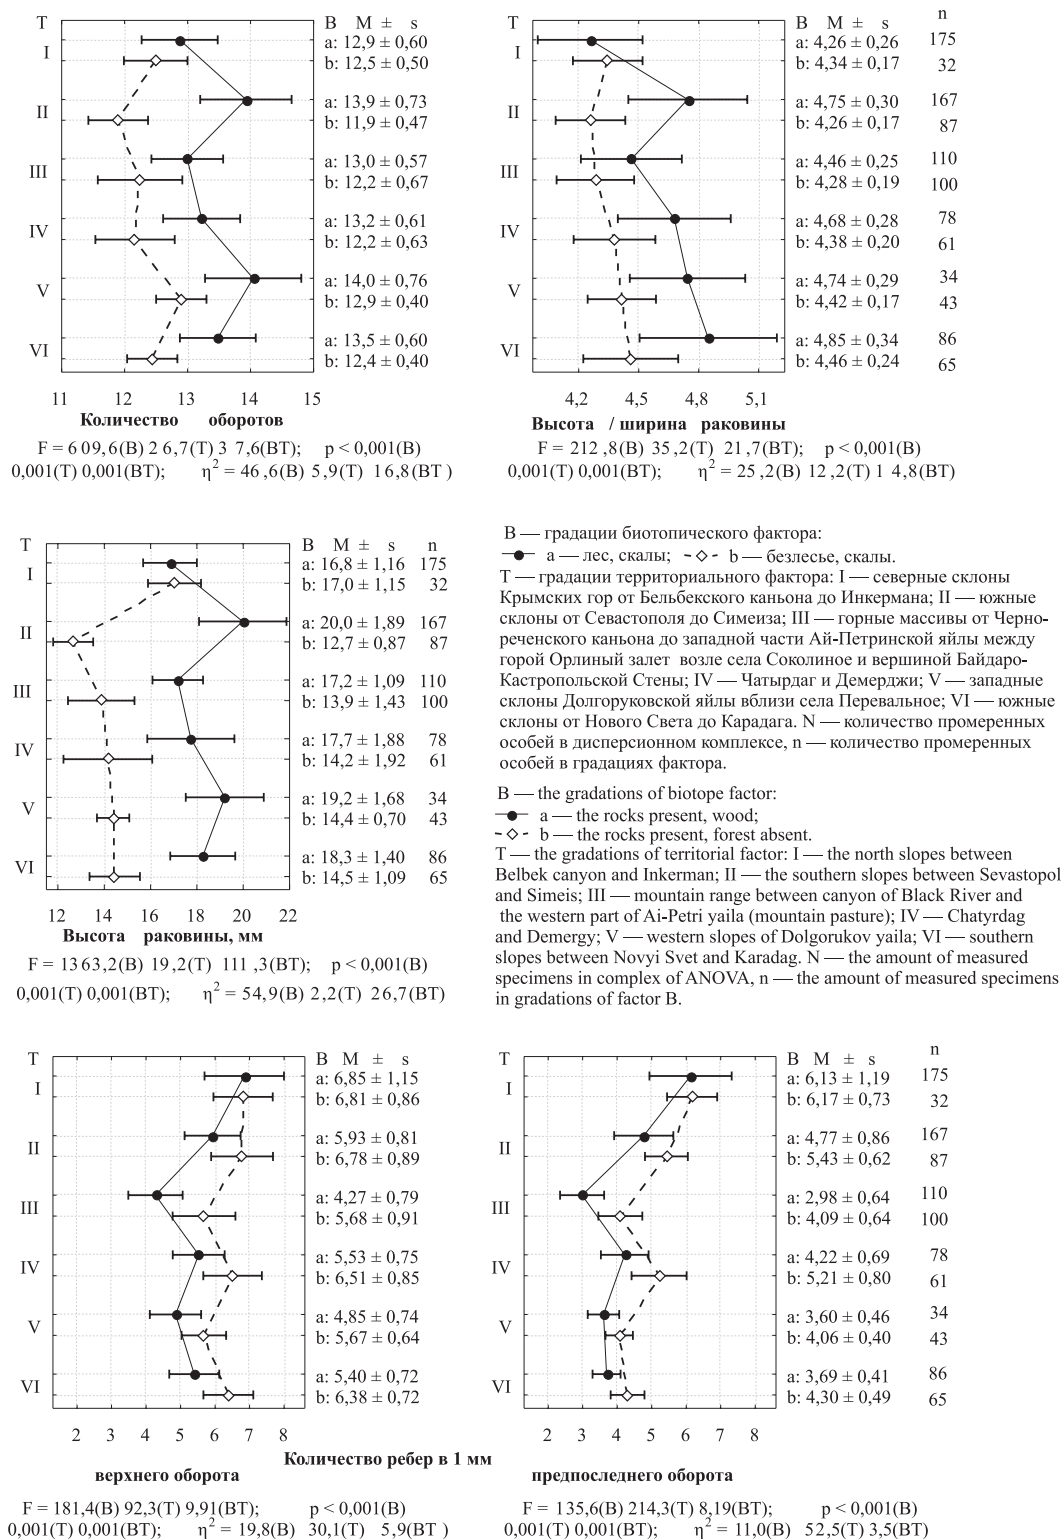 T B M ± s
I a: 12,9 ± 0,60
b: 12,5 ± 0,50
II a: 13,9 ± 0,73
b: 11,9 ± 0,47
III a: 13,0 ± 0,57
b: 12,2 ± 0,67
IV a: 13,2 ± 0,61
b: 12,2 ± 0,63
V a: 14,0 ± 0,76
b: 12,9 ± 0,40
VI a: 13,5 ± 0,60
b: 12,4 ± 0,40
11 12 13 14 15
Количество оборотов
F = 6 09,6(B) 2 6,7(T) 3 7,6(BT); p < 0,001(B)
0,001(T) 0,001(BT); η² = 46 ,6(B) 5,9(T) 16,8(BT )
T B M ± s n
I a: 4,26 ± 0,26 175
b: 4,34 ± 0,17 32
II a: 4,75 ± 0,30 167
b: 4,26 ± 0,17 87
III a: 4,46 ± 0,25 110
b: 4,28 ± 0,19 100
IV a: 4,68 ± 0,28 78
b: 4,38 ± 0,20 61
V a: 4,74 ± 0,29 34
b: 4,42 ± 0,17 43
VI a: 4,85 ± 0,34 86
b: 4,46 ± 0,24 65
4,2 4,5 4,8 5,1
Высота / ширина раковины
F = 212 ,8(B) 35,2(T) 21,7(BT); p < 0,001(B)
0,001(T) 0,001(BT); η² = 25 ,2(B) 12,2(T) 1 4,8(BT)
T B M ± s n
I a: 16,8 ± 1,16 175
b: 17,0 ± 1,15 32
II a: 20,0 ± 1,89 167
b: 12,7 ± 0,87 87
III a: 17,2 ± 1,09 110
b: 13,9 ± 1,43 100
IV a: 17,7 ± 1,88 78
b: 14,2 ± 1,92 61
V a: 19,2 ± 1,68 34
b: 14,4 ± 0,70 43
VI a: 18,3 ± 1,40 86
b: 14,5 ± 1,09 65
12 14 16 18 20 22
Высота раковины, мм
F = 13 63,2(B) 19,2(T) 111 ,3(BT); p < 0,001(B)
0,001(T) 0,001(BT); η² = 54,9(B) 2,2(T) 26,7(BT)
B — градации биотопического фактора:
a — лес, скалы; b — безлесье, скалы.
T — градации территориального фактора: I — северные склоны
Крымских гор от Бельбекского каньона до Инкермана; II — южные
склоны от Севастополя до Симеиза; III — горные массивы от Черно-
реченского каньона до западной части Ай-Петринской яйлы между
горой Орлиный залет возле села Соколиное и вершиной Байдаро-
Кастропольской Стены; IV — Чатырдаг и Демерджи; V — западные
склоны Долгоруковской яйлы вблизи села Перевальное; VI — южные
склоны от Нового Света до Карадага. N — количество промеренных
особей в дисперсионном комплексе, n — количество промеренных
особей в градациях фактора.
B — the gradations of biotope factor:
a — the rocks present, wood;
b — the rocks present, forest absent.
T — the gradations of territorial factor: I — the north slopes between
Belbek canyon and Inkerman; II — the southern slopes between Sevastopol
and Simeis; III — mountain range between canyon of Black River and
the western part of Ai-Petri yaila (mountain pasture); IV — Chatyrdag
and Demergy; V — western slopes of Dolgorukov yaila; VI — southern
slopes between Novyi Svet and Karadag. N — the amount of measured
specimens in complex of ANOVA, n — the amount of measured specimens
in gradations of factor B.
T B M ± s
I a: 6,85 ± 1,15
b: 6,81 ± 0,86
II a: 5,93 ± 0,81
b: 6,78 ± 0,89
III a: 4,27 ± 0,79
b: 5,68 ± 0,91
IV a: 5,53 ± 0,75
b: 6,51 ± 0,85
V a: 4,85 ± 0,74
b: 5,67 ± 0,64
VI a: 5,40 ± 0,72
b: 6,38 ± 0,72
2 3 4 5 6 7 8
T B M ± s n
I a: 6,13 ± 1,19 175
b: 6,17 ± 0,73 32
II a: 4,77 ± 0,86 167
b: 5,43 ± 0,62 87
III a: 2,98 ± 0,64 110
b: 4,09 ± 0,64 100
IV a: 4,22 ± 0,69 78
b: 5,21 ± 0,80 61
V a: 3,60 ± 0,46 34
b: 4,06 ± 0,40 43
VI a: 3,69 ± 0,41 86
b: 4,30 ± 0,49 65
2 3 4 5 6 7 8
Количество ребер в 1 мм
верхнего оборота
предпоследнего оборота
F = 181,4(B) 92,3(T) 9,91(BT); p < 0,001(B)
0,001(T) 0,001(BT); η² = 19,8(B) 30,1(T) 5,9(BT )
F = 135,6(B) 214,3(T) 8,19(BT); p < 0,001(B)
0,001(T) 0,001(BT); η² = 11,0(B) 52,5(T) 3,5(BT)